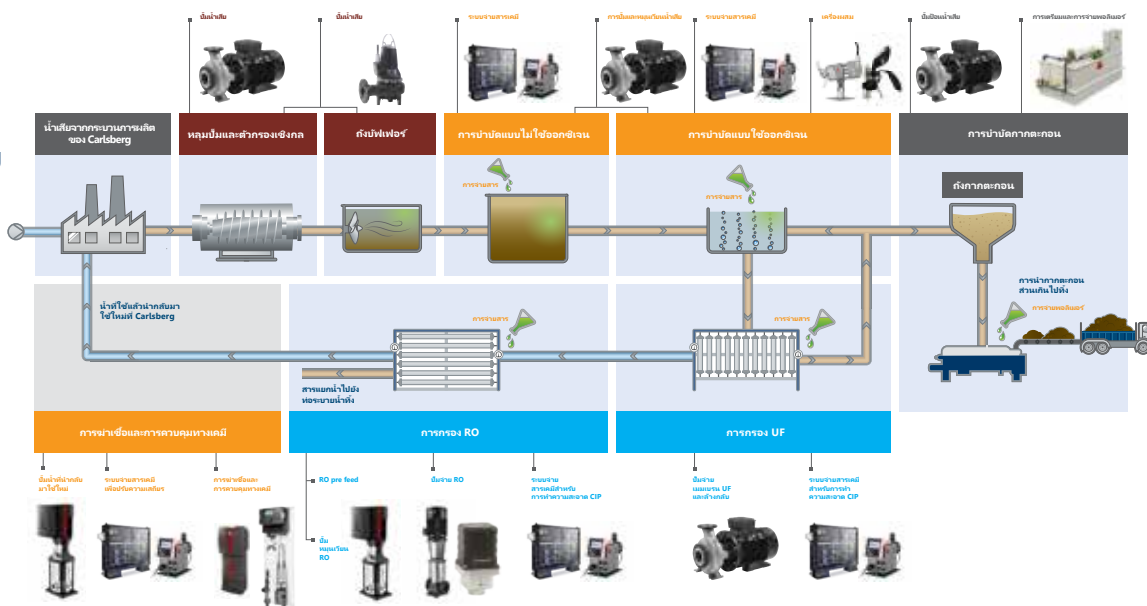 ปั๊มน้ำเสีย
ปั๊มน้ำเสีย
ระบบจ่ายสารเคมี
การปั๊มและหมุนเวียนน้ำเสีย
ระบบจ่ายสารเคมี
เครื่องผสม
ปั๊มป้อนน้ำเสีย
การเตรียมและการจ่ายพอลิเมอร์
น้ำเสียจากกระบวนการผลิต
ของ Carlsberg
หลุมปั๊มและตัวกรองเชิงกล
ถังบัฟเฟอร์
การบำบัดแบบไม่ใช้ออกซิเจน
การบำบัดแบบใช้ออกซิเจน
การบำบัดกากตะกอน
การจ่ายสาร
การจ่ายสาร
ถังกากตะกอน
การนำกากตะกอน
ส่วนเกินไปทิ้ง
การจ่ายพอลิเมอร์
น้ำที่ใช้แล้วนำกลับมา
ใช้ใหม่ที่ Carlsberg
การจ่ายสาร
การจ่ายสาร
สารแยกน้ำไปยัง
ท่อระบายน้ำทิ้ง
การฆ่าเชื้อและการควบคุมทางเคมี
การกรอง RO
การกรอง UF
ปั๊มน้ำที่นำกลับ
มาใช้ใหม่
ระบบจ่ายสารเคมี
เพื่อปรับความเสถียร
การฆ่าเชื้อและ
การควบคุมทางเคมี
RO pre feed
ปั๊มจ่าย RO
ระบบจ่าย
สารเคมีสำหรับ
การทำความสะอาด CIP
ปั๊มจ่าย
เมมเบรน UF
และล้างกลับ
ระบบจ่ายสารเคมี
สำหรับการทำ
ความสะอาด CIP
ปั๊ม
หมุนเวียน
RO